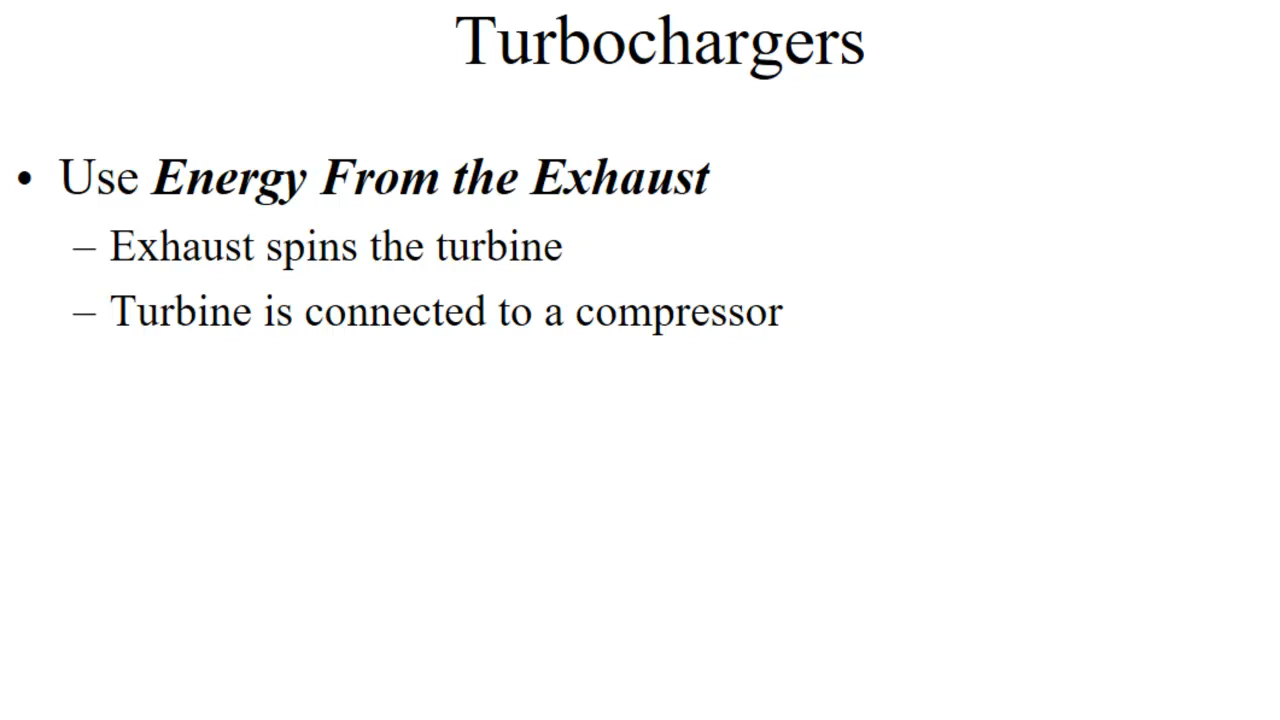 Turbochargers
• Use Energy From the Exhaust
– Exhaust spins the turbine
– Turbine is connected to a compressor